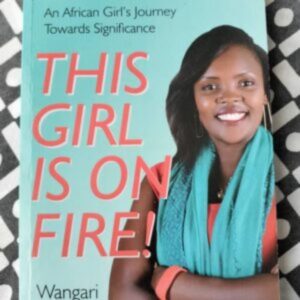 An African Girl's Journey
Towards Significance
THIS
GIRL
IS ON
FIRE!
Wangari